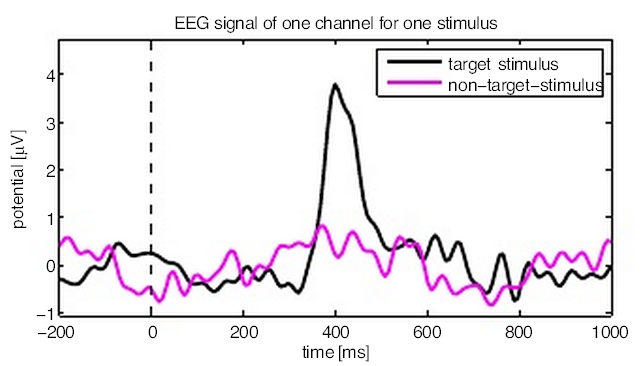 EEG signal of one channel for one stimulus
target stimulus
non-target-stimulus
potential [µV]
4
3
2
1
0
-1
-200
0
200
400
600
800
1000
time [ms]